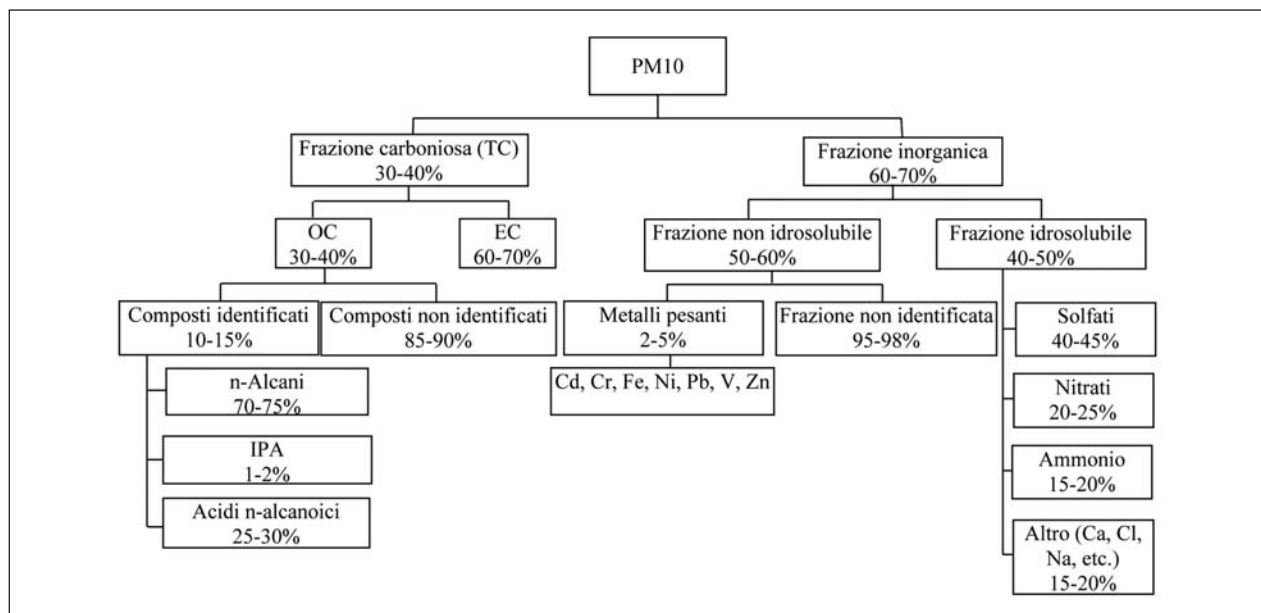 PM10
Frazione carboniosa (TC)
30-40%
Frazione inorganica
60-70%
OC
30-40%
EC
60-70%
Frazione non idrosolubile
50-60%
Frazione idrosolubile
40-50%
Composti identificati
10-15%
Composti non identificati
85-90%
Metalli pesanti
2-5%
Frazione non identificata
95-98%
Solfati
40-45%
n-Alcani
70-75%
Cd, Cr, Fe, Ni, Pb, V, Zn
Nitrati
20-25%
IPA
1-2%
Ammonio
15-20%
Acidi n-alcanoici
25-30%
Altro (Ca, Cl,
Na, etc.)
15-20%